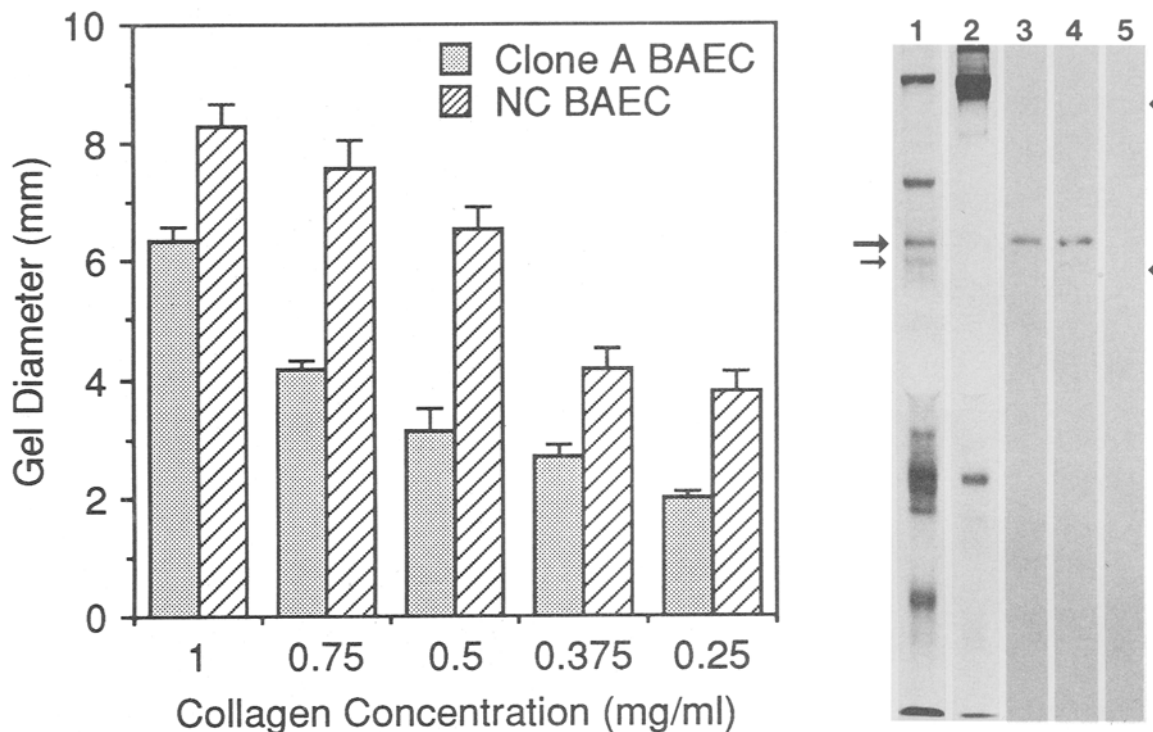 10
8
6
4
2
0
Gel Diameter (mm)
Clone A BAEC
NC BAEC
1 0.75 0.5 0.375 0.25
Collagen Concentration (mg/ml)
1 2 3 4 5